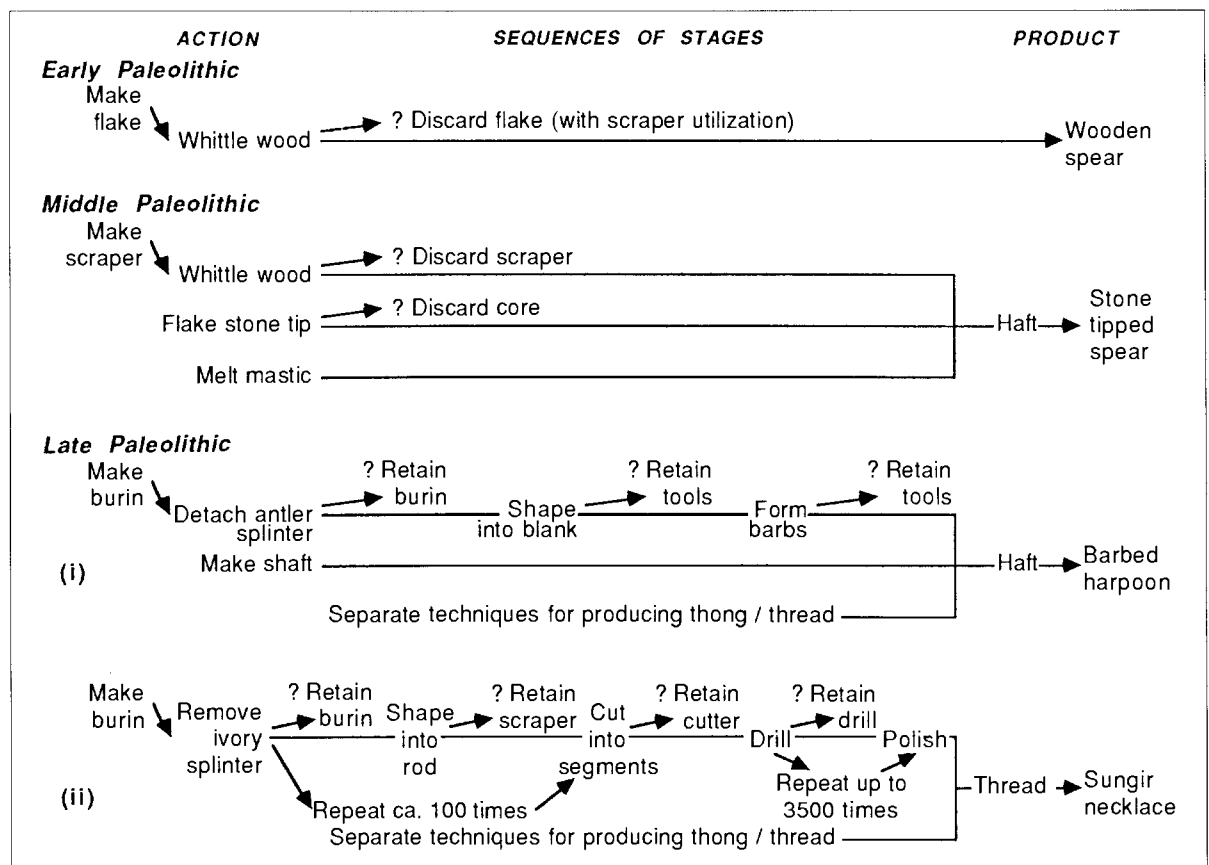 ACTION SEQUENCES OF STAGES PRODUCT
Early Paleolithic
Make
flake
Whittle wood
? Discard flake (with scraper utilization)
Wooden
spear
Middle Paleolithic
Make
scraper
Whittle wood
? Discard scraper
Flake stone tip
? Discard core
Melt mastic
Haft
Stone
tipped
spear
Late Paleolithic
(i)
Make
burin
Detach antler
splinter
? Retain
burin
Shape
into blank
? Retain
tools
Form
barbs
? Retain
tools
Make shaft
Separate techniques for producing thong / thread
Haft
Barbed
harpoon
(ii)
Make
burin
Remove
ivory
splinter
? Retain
burin
Shape
into
rod
? Retain
scraper
Cut
into
segments
? Retain
cutter
Drill
? Retain
drill
Polish
Repeat ca. 100 times
Repeat up to
3500 times
Separate techniques for producing thong / thread
Thread
Sungir
necklace